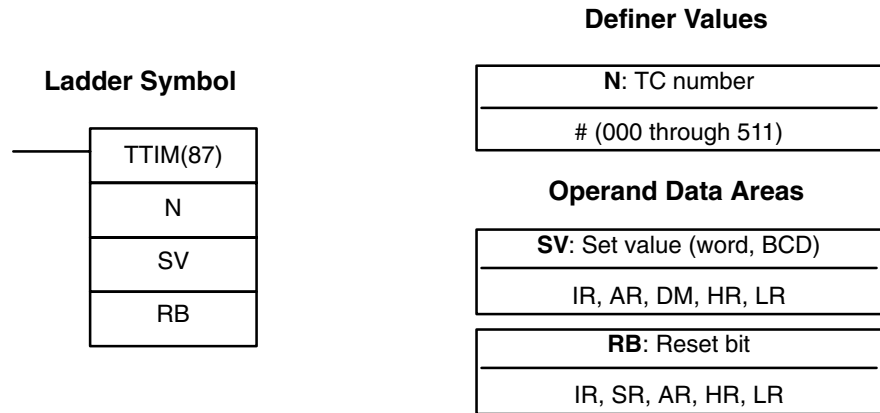 Ladder Symbol
TTIM(87)
N
SV
RB
Definer Values
N: TC number
# (000 through 511)
Operand Data Areas
SV: Set value (word, BCD)
IR, AR, DM, HR, LR
RB: Reset bit
IR, SR, AR, HR, LR